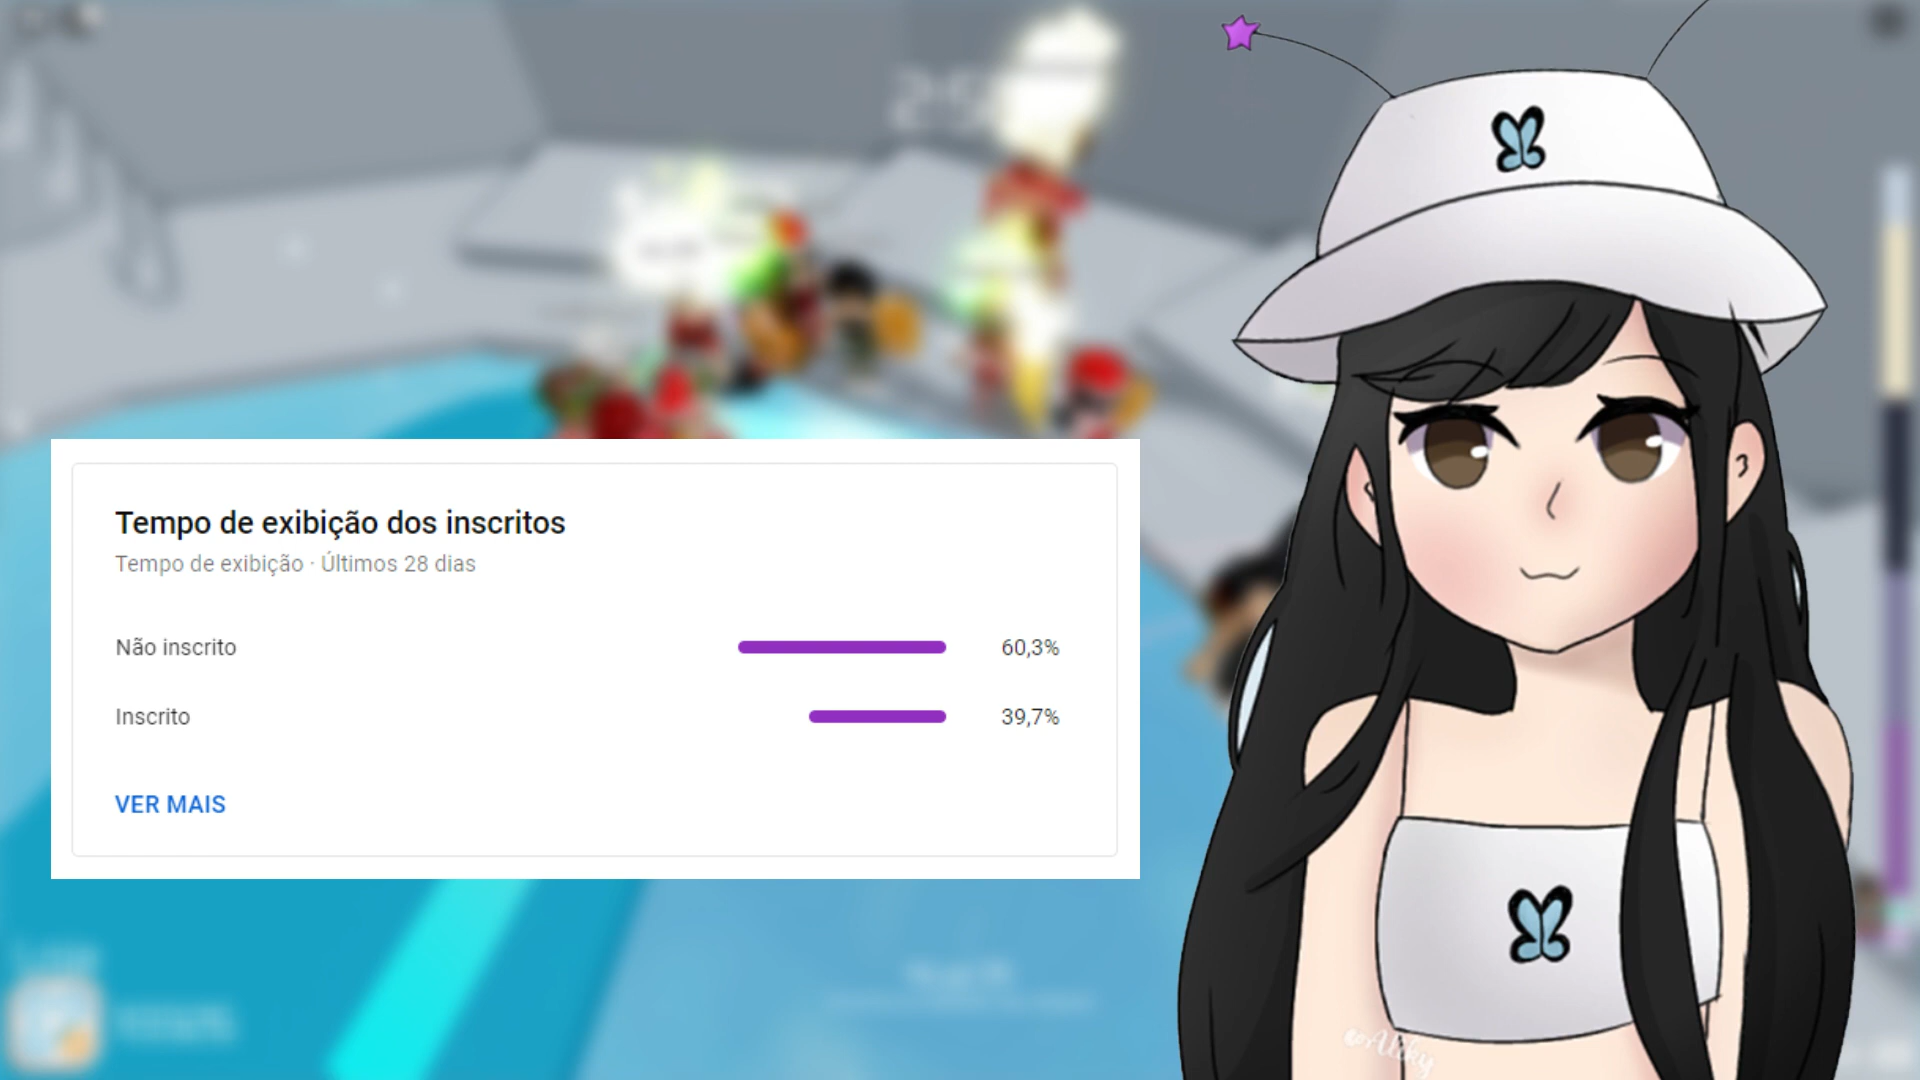 Tempo de exibição dos inscritos
Tempo de exibição · Últimos 28 dias
Não inscrito 60,3%
Inscrito 39,7%
VER MAIS